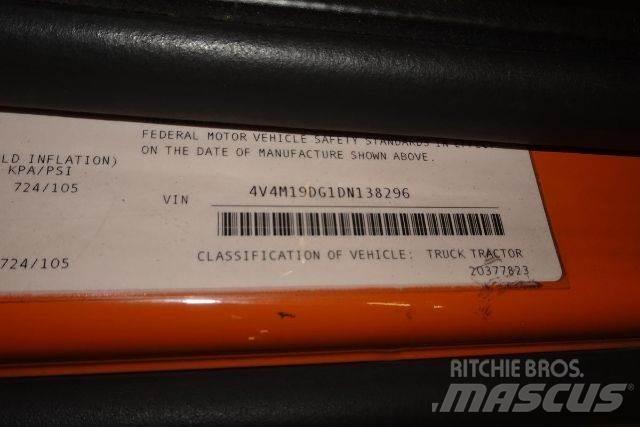 FEDERAL MOTOR VEHICLE SAFETY STANDARDS IN
ON THE DATE OF MANUFACTURE SHOWN ABOVE.
LD INFLATION)
KPA/PSI
724/105
VIN 4V4M19DG1DN138296
CLASSIFICATION OF VEHICLE: TRUCK TRACTOR
724/105
20377823
RITCHIE BROS.
MASCUS